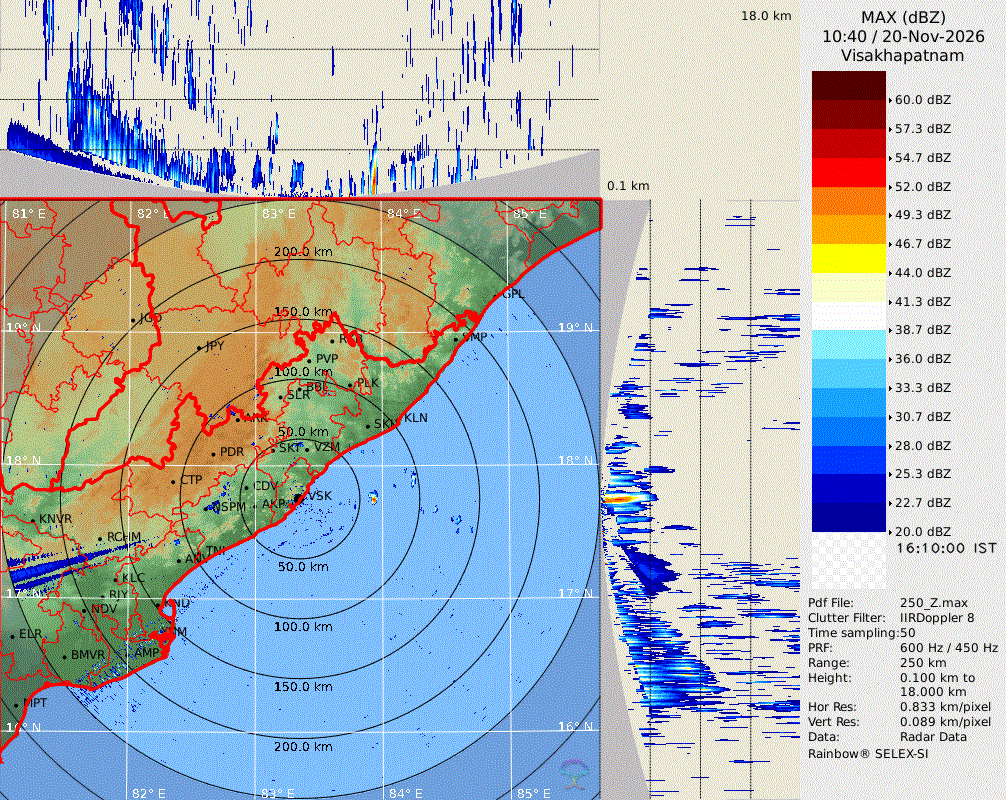 18.0 km
0.1 km
MAX (dBZ)
10:40 / 20-Nov-2026
Visakhapatnam
60.0 dBZ
57.3 dBZ
54.7 dBZ
52.0 dBZ
49.3 dBZ
46.7 dBZ
44.0 dBZ
41.3 dBZ
38.7 dBZ
36.0 dBZ
33.3 dBZ
30.7 dBZ
28.0 dBZ
25.3 dBZ
22.7 dBZ
20.0 dBZ
16:10:00 IST
Pdf File: 250_Z.max
Clutter Filter: IIRDoppler 8
Time sampling:50
PRF: 600 Hz / 450 Hz
Range: 250 km
Height: 0.100 km to
18.000 km
Hor Res: 0.833 km/pixel
Vert Res: 0.089 km/pixel
Data: Radar Data
Rainbow® SELEX-SI
81° E 82° E 83° E 84° E 85° E
200.0 km
GPL
150.0 km
JGD
19° N 19° N
JPY
PVP
100.0 km
PLK
SLR
KLN
50.0 km
SKT VZM
PDR
18° N 18° N
CTP
CDV
VSK
NSPM AKP
KNVR
TNI
50.0 km
KLC
RJY
17° N 17° N
NDV
100.0 km
ELR
BMVR AMP
150.0 km
16° N 16° N
200.0 km
82° E 83° E 84° E 85° E